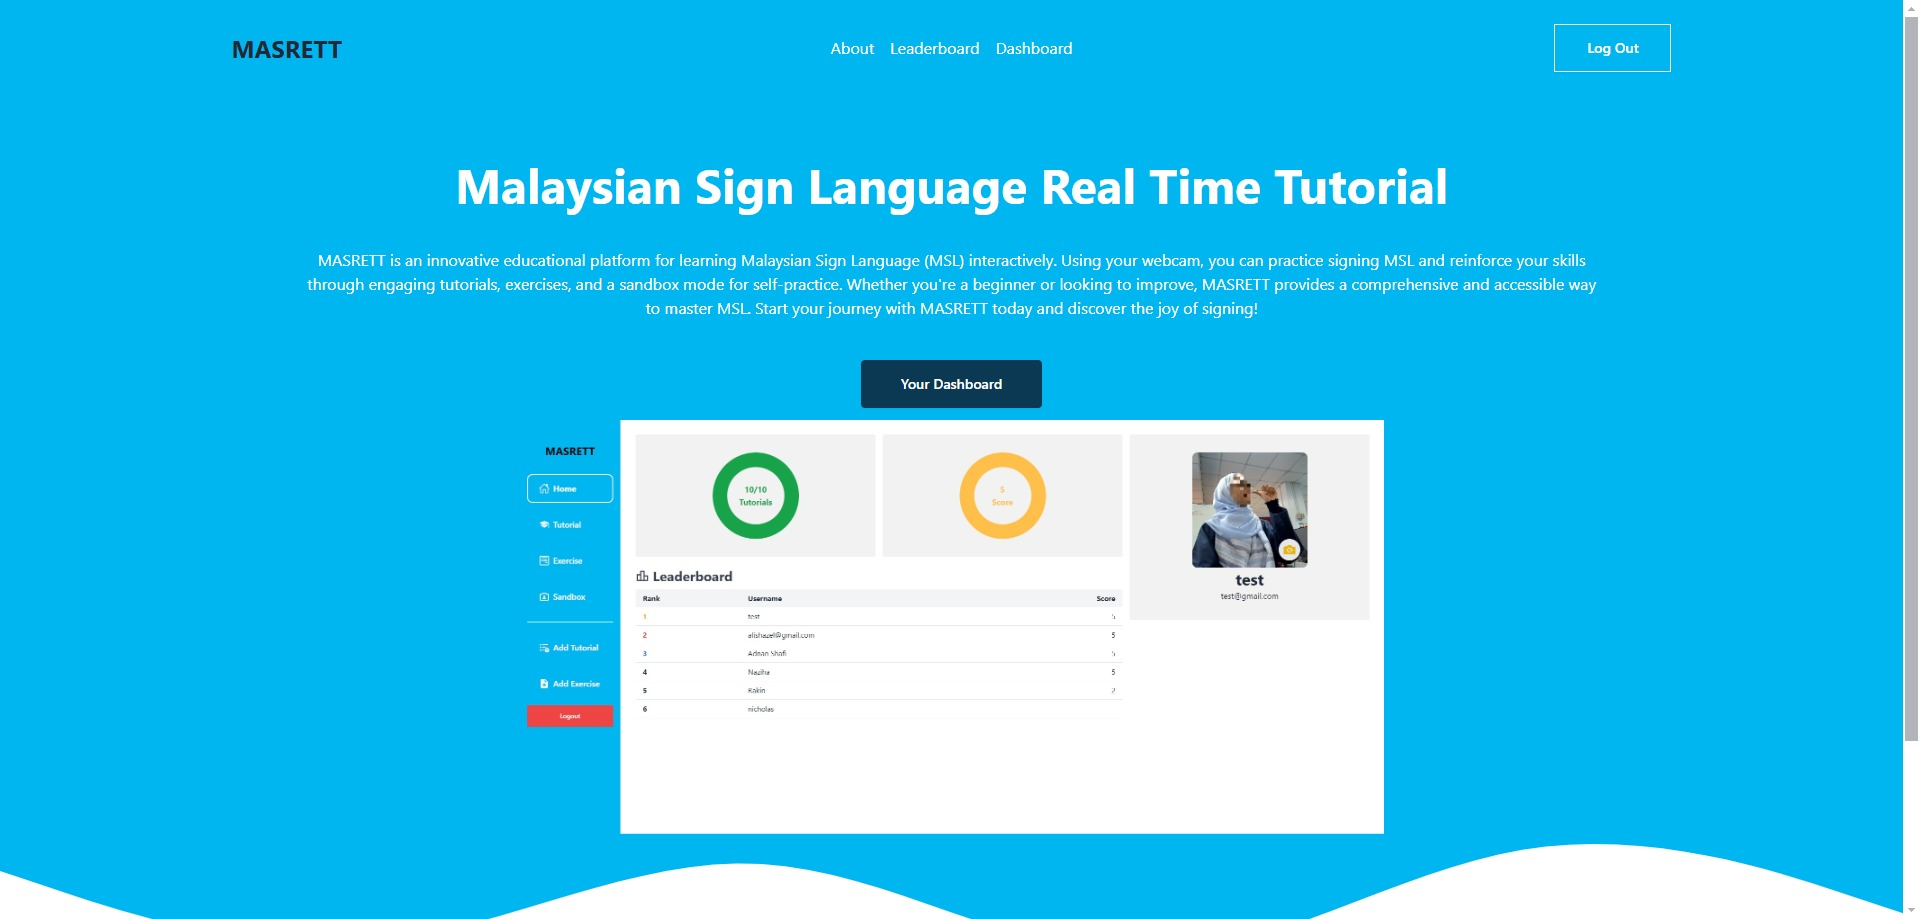 MASRETT
About Leaderboard Dashboard
Log Out
Malaysian Sign Language Real Time Tutorial
MASRETT is an innovative educational platform for learning Malaysian Sign Language (MSL) interactively. Using your webcam, you can practice signing MSL and reinforce your skills
through engaging tutorials, exercises, and a sandbox mode for self-practice. Whether you're a beginner or looking to improve, MASRETT provides a comprehensive and accessible way
to master MSL. Start your journey with MASRETT today and discover the joy of signing!
Your Dashboard
MASRETT
Home
Tutorial
Exercise
Sandbox
Add Tutorial
Add Exercise
Logout
10/10
Tutorials
5
Score
Leaderboard
Rank Username Score
1 test 5
2 alishazell@gmail.com 5
3 Adnan Shafi 5
4 Naziha 5
5 Rakin 2
6 nicholas
test
test@gmail.com